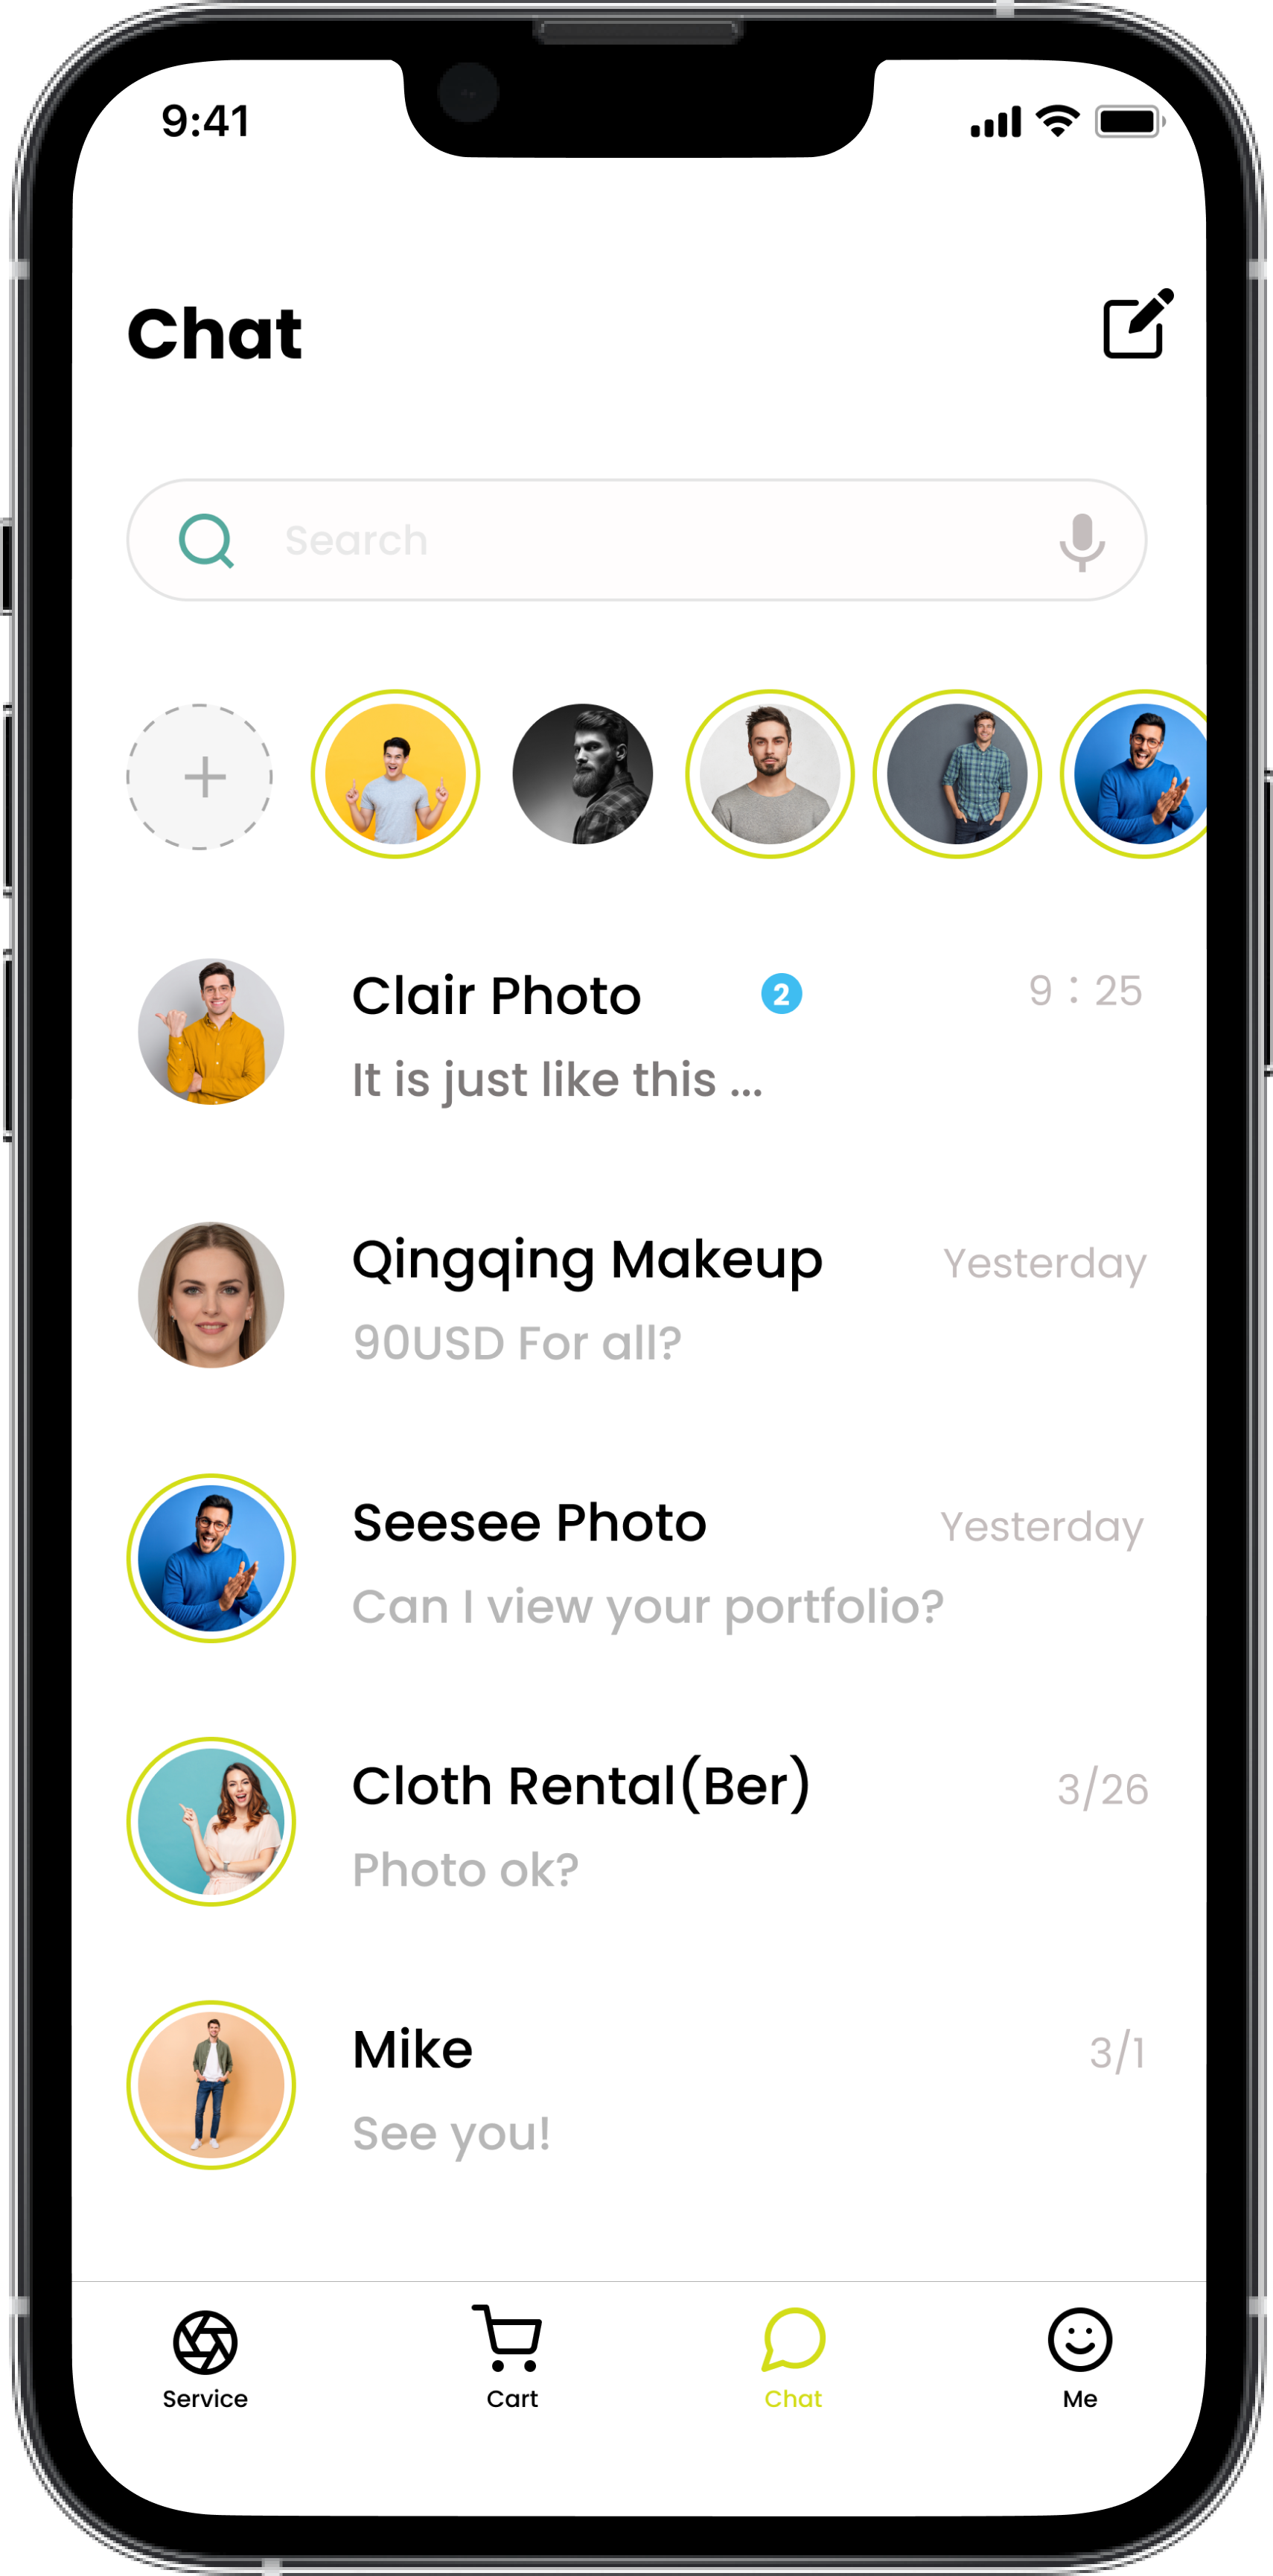 9:41
Chat
Search
Clair Photo 2 9 : 25
It is just like this ...
Qingqing Makeup Yesterday
90USD For all?
Seesee Photo Yesterday
Can I view your portfolio?
Cloth Rental(Ber) 3/26
Photo ok?
Mike 3/1
See you!
Service Cart Chat Me